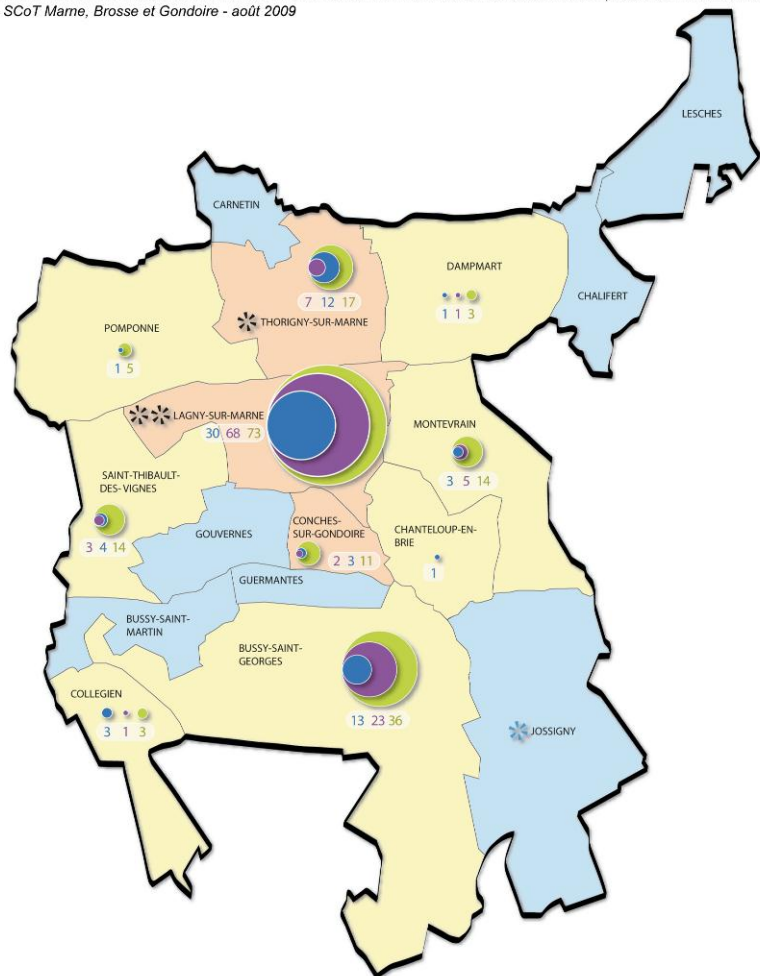 SCoT Marne, Brosse et Gondoire - août 2009
LESCHES
CARNETIN
DAMPMART
CHALIFERT
7 12 17
1 1 3
THORIGNY-SUR-MARNE
POMPONNE
1 5
LAGNY-SUR-MARNE
30 68 73
MONTEVRAIN
3 5 14
SAINT-THIBAULT-
DES-VIGNES
3 4 14
GOUVERNES
CONCHES-
SUR-GONDOIRE
2 3 11
CHANTELOUP-EN-
BRIE
1
GUERMANTES
BUSSY-SAINT-
MARTIN
BUSSY-SAINT-
GEORGES
13 23 36
COLLEGIEN
3 1 3
JOSSIGNY